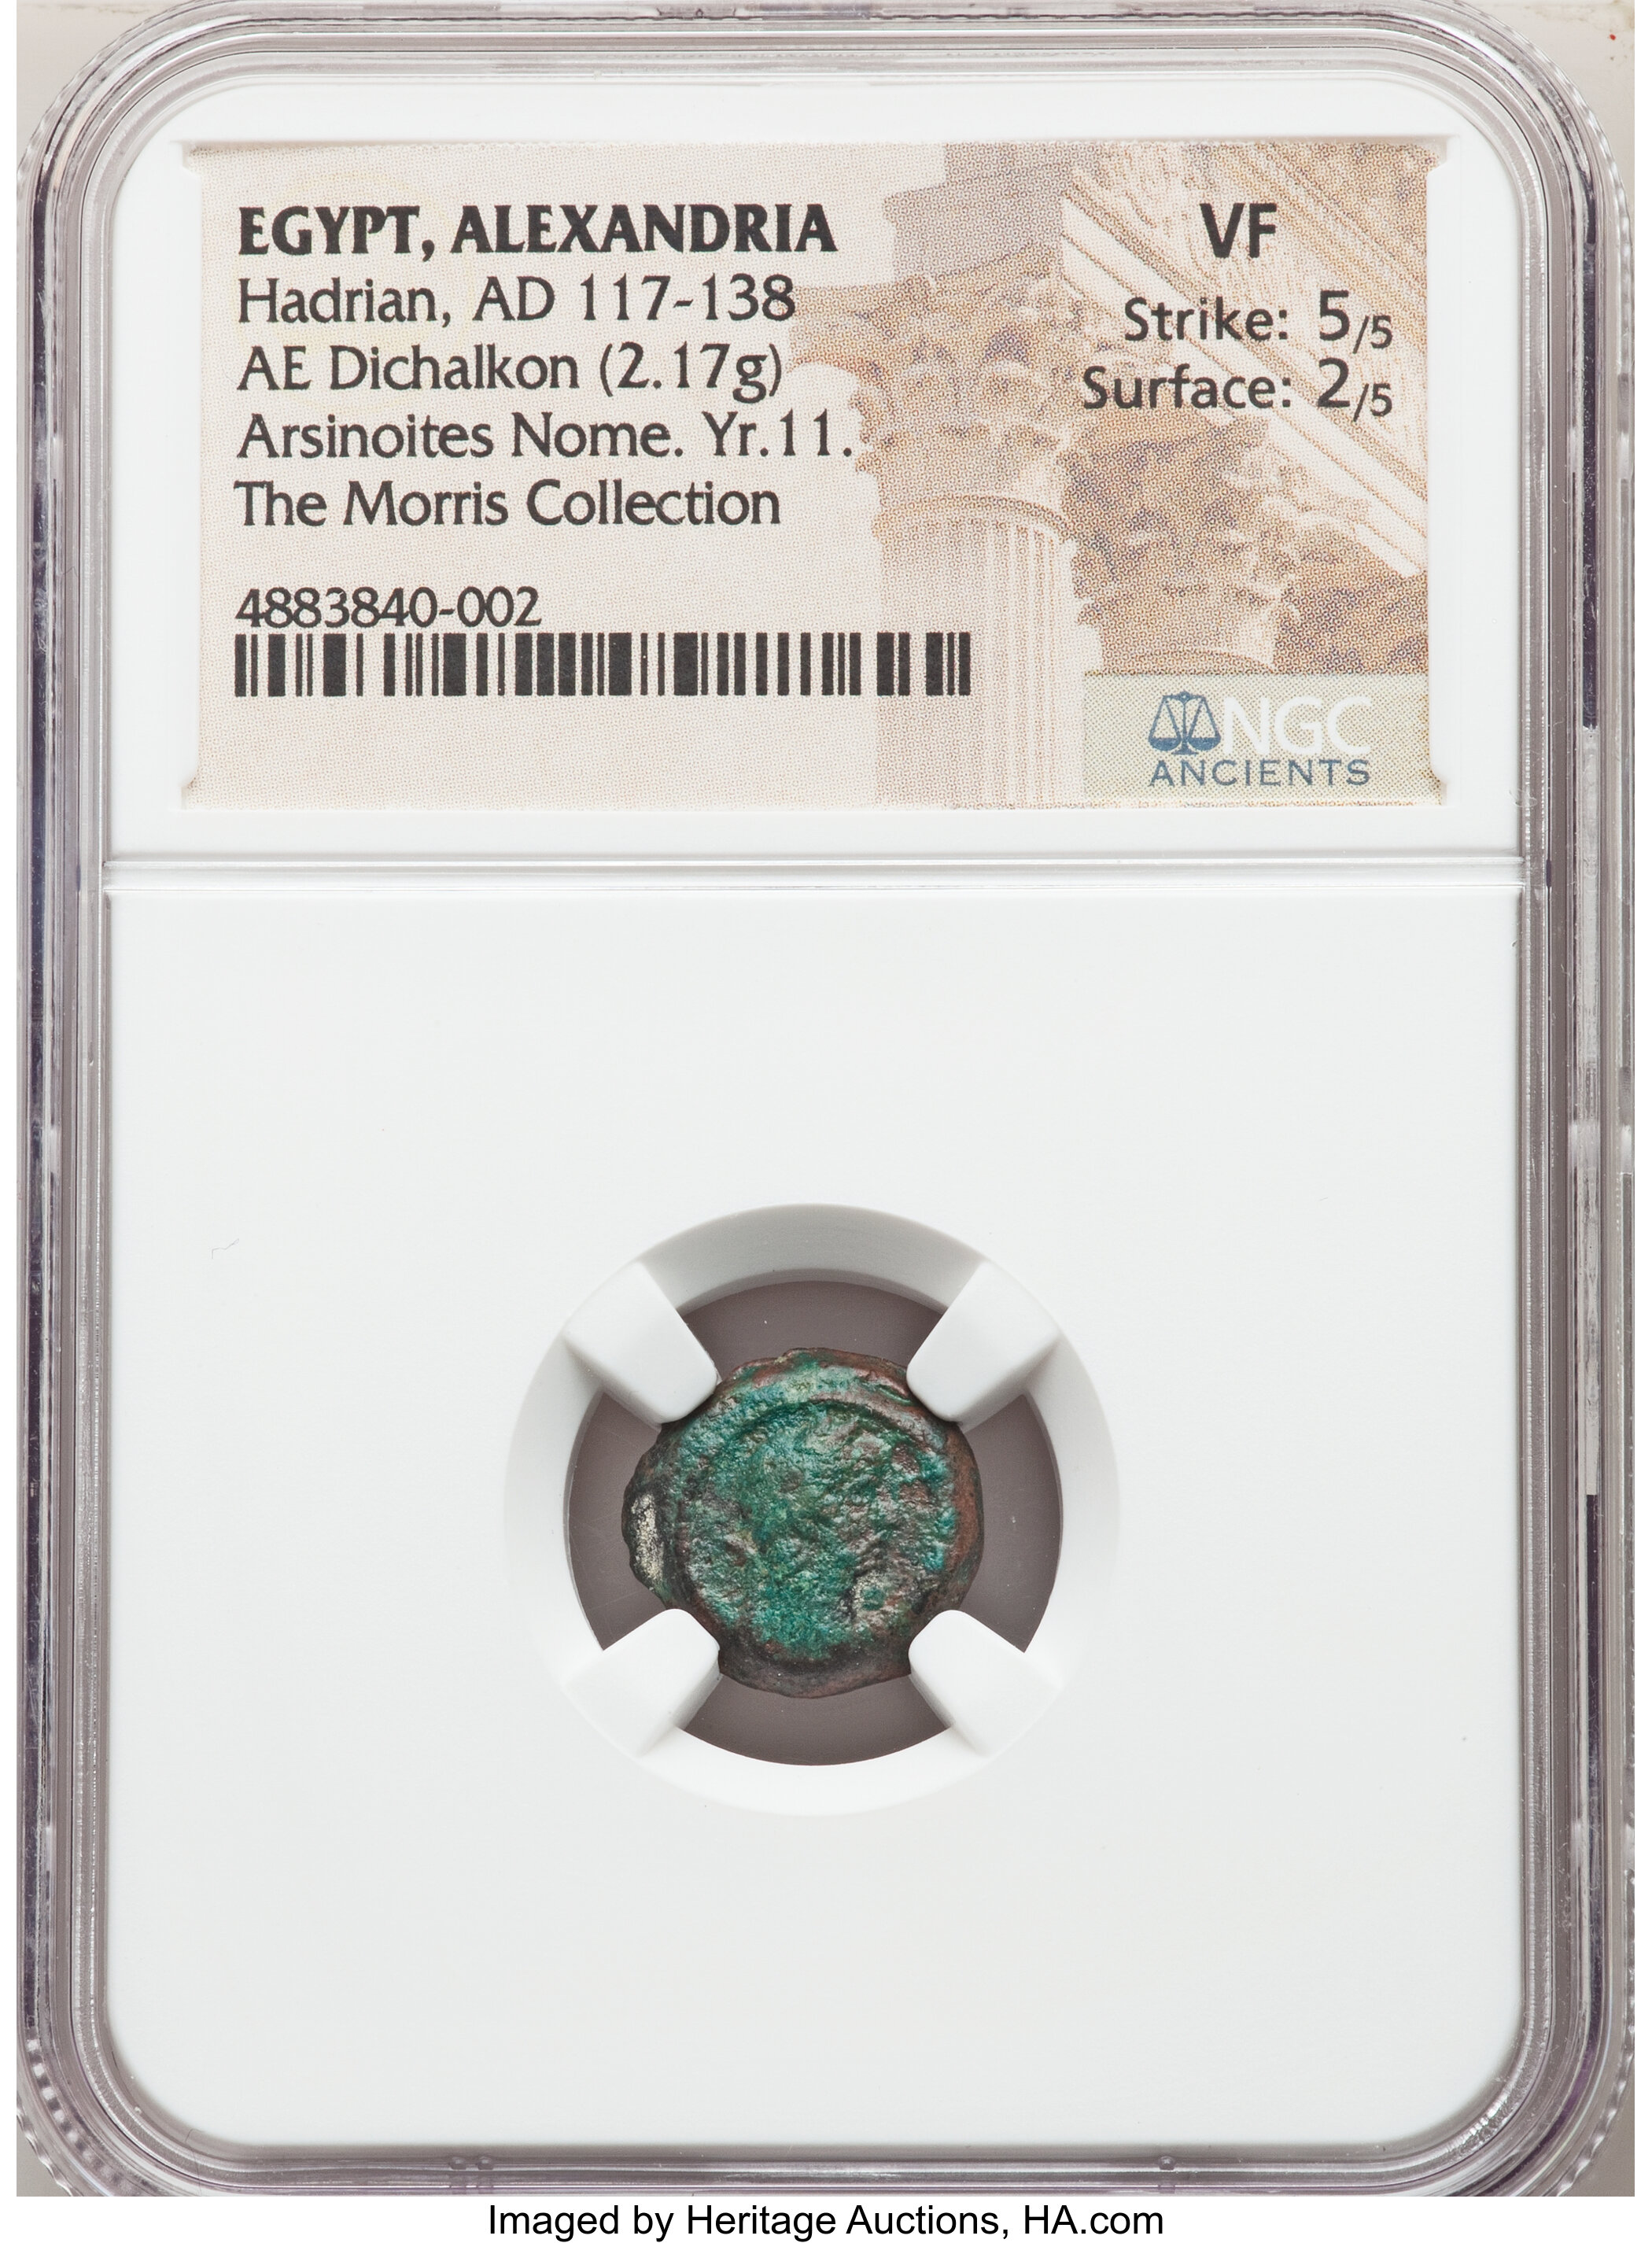 EGYPT, ALEXANDRIA
Hadrian, AD 117-138
AE Dichalkon (2.17g)
Arsinoites Nome. Yr.11.
The Morris Collection
4883840-002
VF
Strike: 5/5
Surface: 2/5
NGC
ANCIENTS
Imaged by Heritage Auctions, HA.com